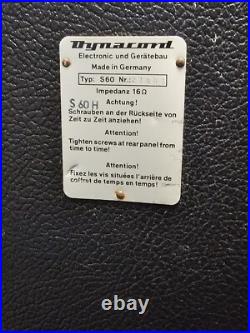 Dynacord
Electronic und Gerätebau
Made in Germany
Typ: S60 Nr.:
Impedanz 16Ω
S 60 H Achtung!
Schrauben an der Rückseite von
Zeit zu Zeit anziehen!
Attention!
Tighten screws at rear panel from
time to time!
Attention!
Fixez les vis situées l'arrière de
coffret de temps en temps!